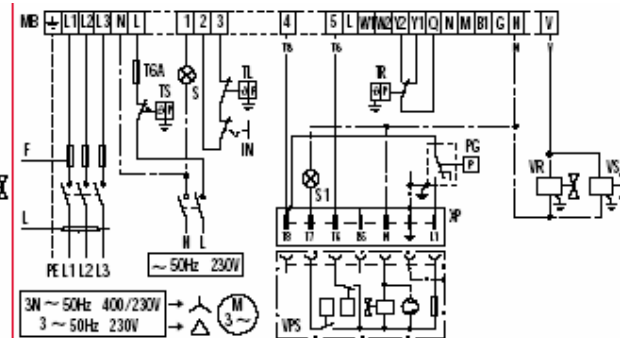 MB ⏚ L1 L2 L3 N L 1 2 3 4 5 L W1 W2 Y2 Y1 Q N M B1 G N V
T6A
TS
S
TL
IN
T8
T6
TR
N
V
F
L
PE L1 L2 L3
N L
~ 50Hz 230V
3N ~ 50Hz 400/230V
3 ~ 50Hz 230V
M
3~
S1
PG
P
XP
T8 T7 T6 B5 N L1
VPS
VR
VS